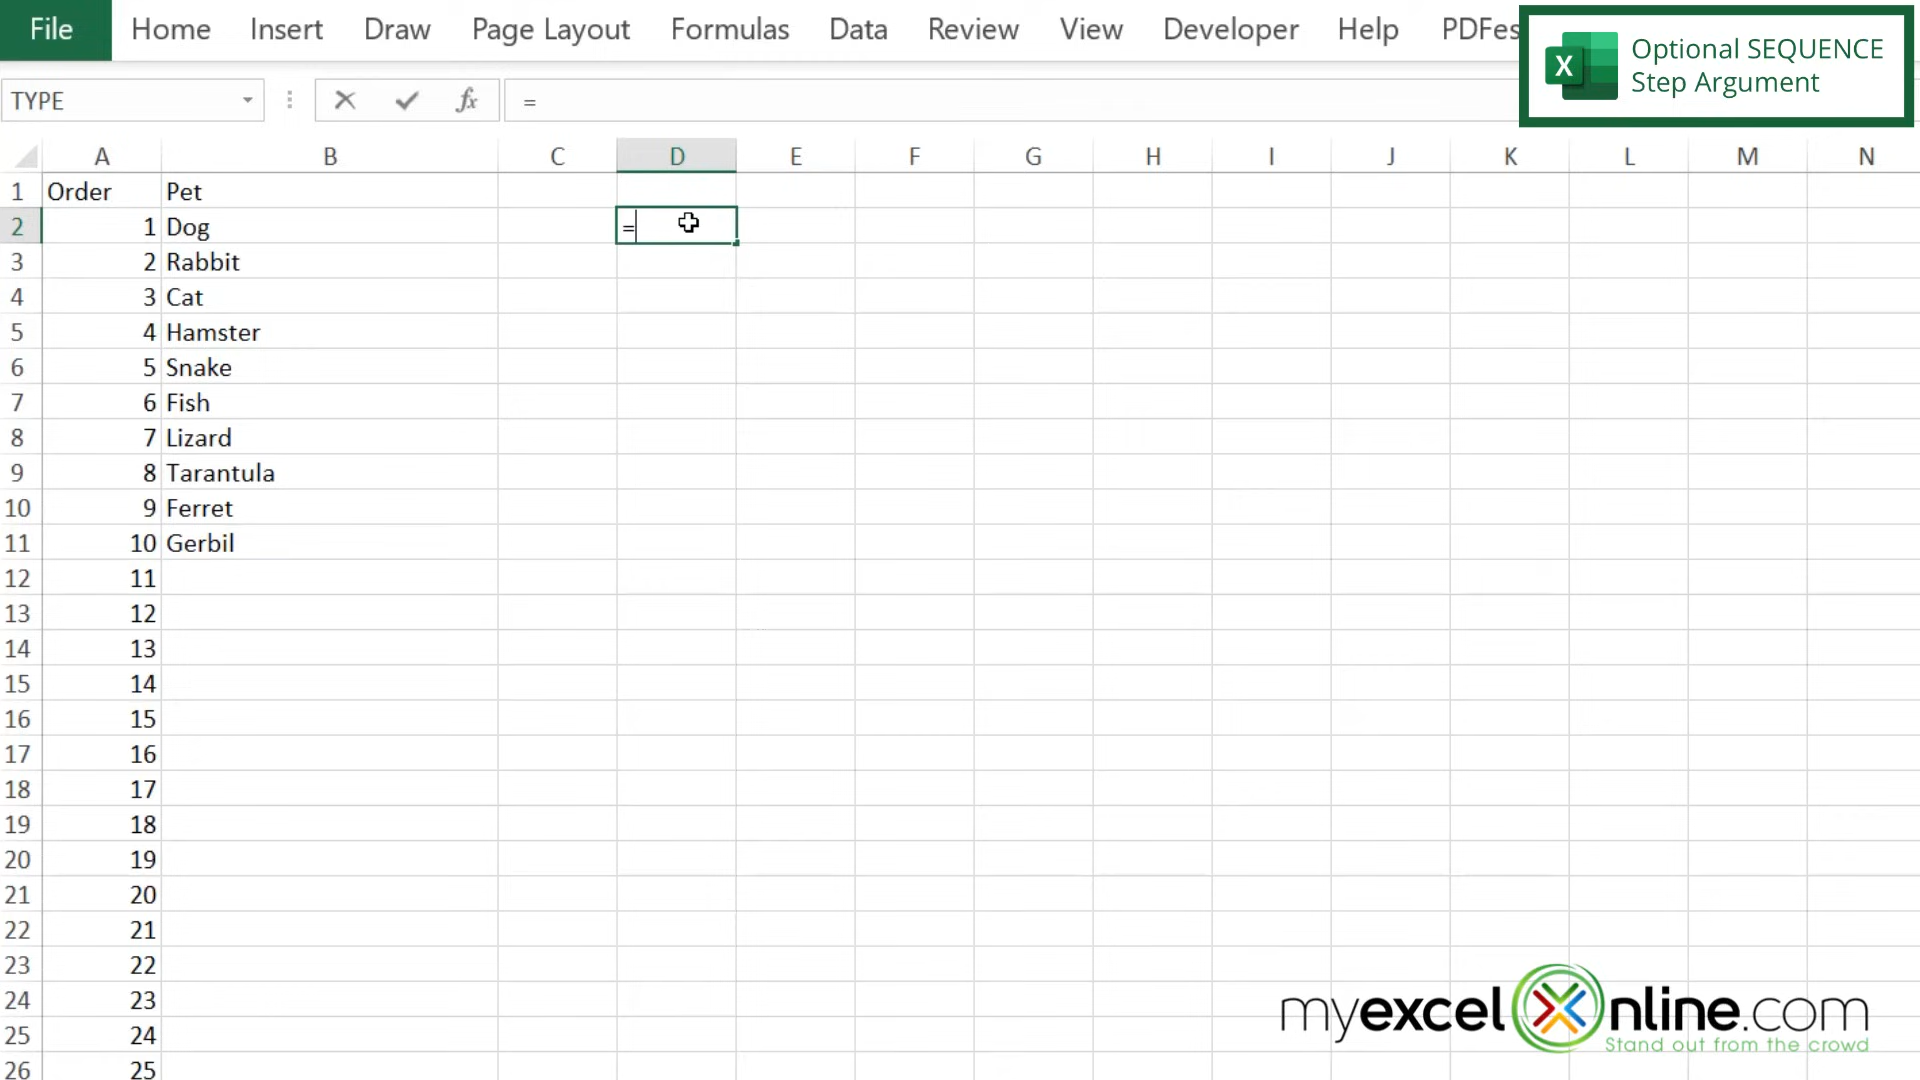 File Home Insert Draw Page Layout Formulas Data Review View Developer Help PDFes
Optional SEQUENCE
Step Argument
TYPE fx =
A B C D E F G H I J K L M N
1 Order Pet
2 1 Dog =
3 2 Rabbit
4 3 Cat
5 4 Hamster
6 5 Snake
7 6 Fish
8 7 Lizard
9 8 Tarantula
10 9 Ferret
11 10 Gerbil
12 11
13 12
14 13
15 14
16 15
17 16
18 17
19 18
20 19
21 20
22 21
23 22
24 23
25 24
26 25
myexcelonline.com
Stand out from the crowd